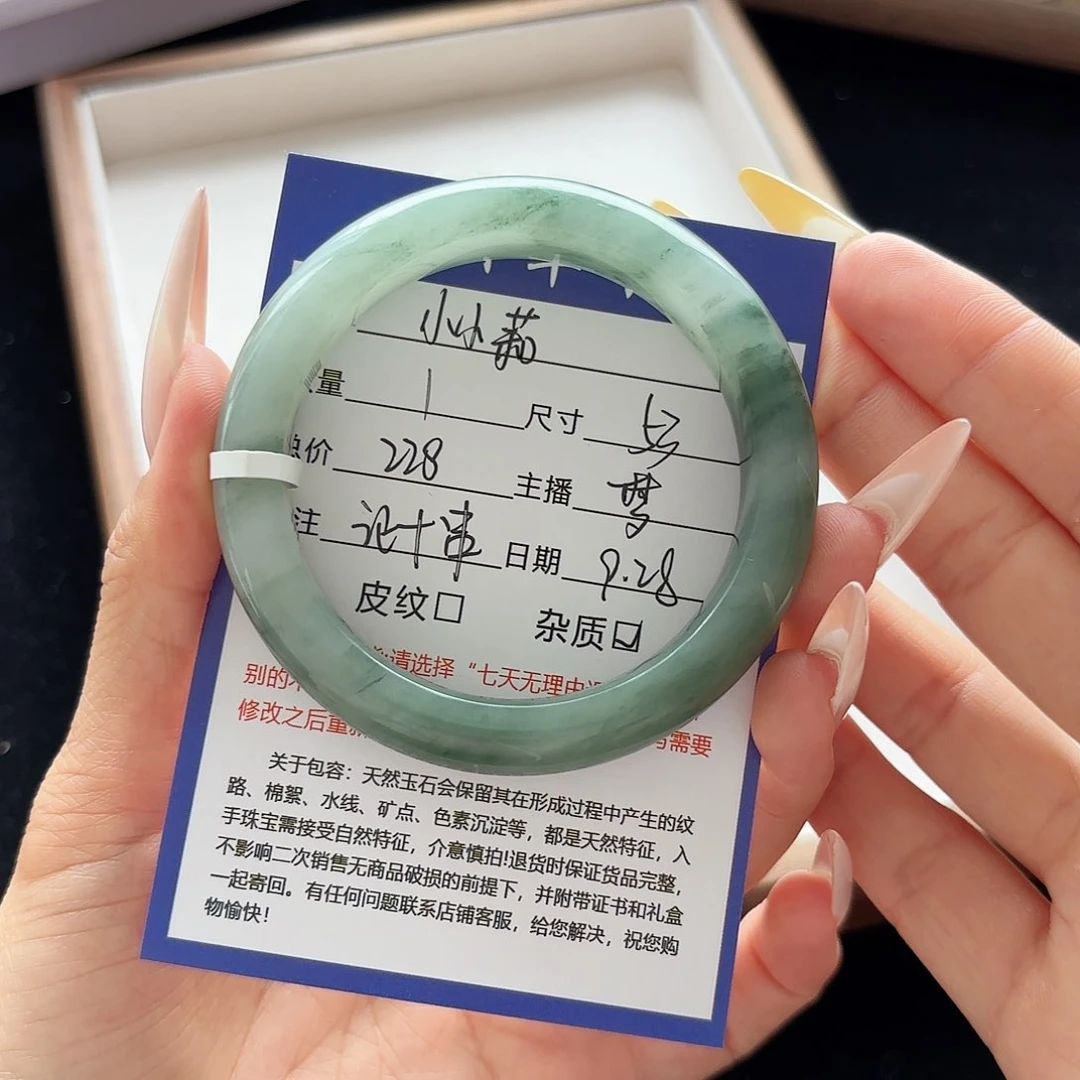 小小茹
量 1 尺寸
总价 228 主播 梦
注 日期 9.28
皮纹☐ 杂质☑
请选择“七天无理由
别的
修改之后重 需要
关于包容：天然玉石会保留其在形成过程中产生的纹
路、棉絮、水线、矿点、色素沉淀等，都是天然特征，入
手珠宝需接受自然特征，介意慎拍!退货时保证货品完整，
不影响二次销售无商品破损的前提下，并附带证书和礼盒
一起寄回。有任何问题联系店铺客服，给您解决，祝您购
物愉快！